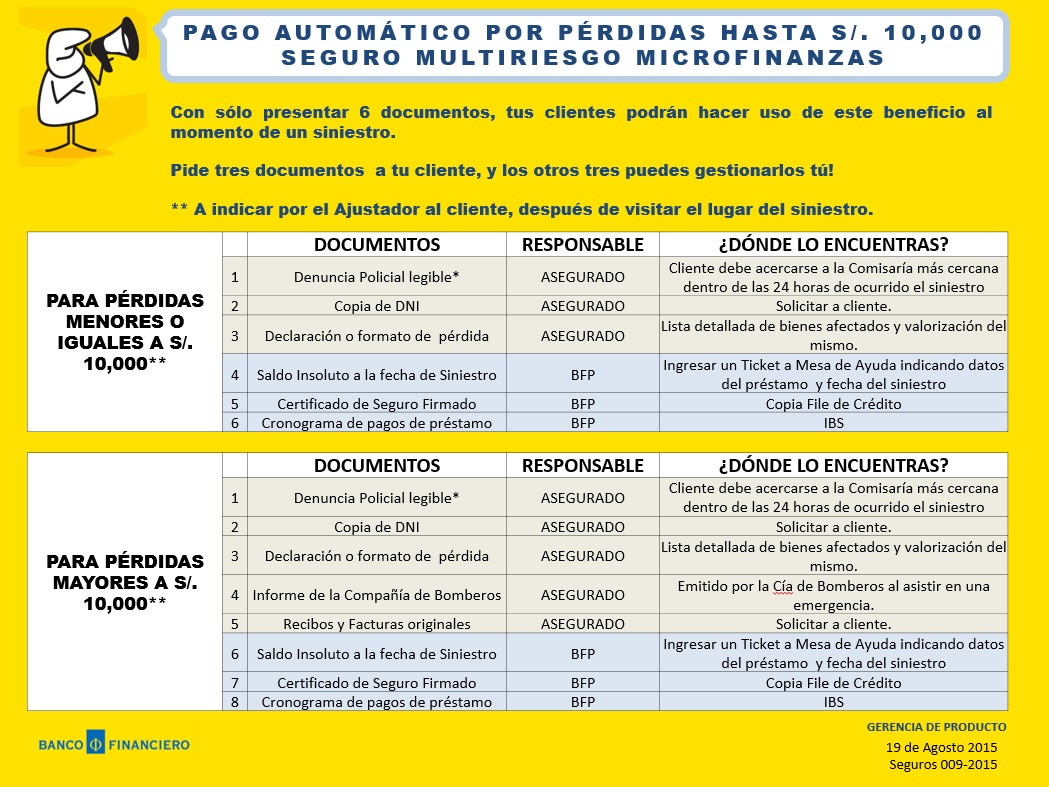 PAGO AUTOMÁTICO POR PÉRDIDAS HASTA S/. 10,000
SEGURO MULTIRIESGO MICROFINANZAS
Con sólo presentar 6 documentos, tus clientes podrán hacer uso de este beneficio al
momento de un siniestro.
Pide tres documentos a tu cliente, y los otros tres puedes gestionarlos tú!
** A indicar por el Ajustador al cliente, después de visitar el lugar del siniestro.
PARA PÉRDIDAS
MENORES O
IGUALES A S/.
10,000**
DOCUMENTOS RESPONSABLE ¿DÓNDE LO ENCUENTRAS?
1 Denuncia Policial legible* ASEGURADO Cliente debe acercarse a la Comisaría más cercana
dentro de las 24 horas de ocurrido el siniestro
2 Copia de DNI ASEGURADO Solicitar a cliente.
3 Declaración o formato de pérdida ASEGURADO Lista detallada de bienes afectados y valorización del
mismo.
4 Saldo Insoluto a la fecha de Siniestro BFP Ingresar un Ticket a Mesa de Ayuda indicando datos
del préstamo y fecha del siniestro
5 Certificado de Seguro Firmado BFP Copia File de Crédito
6 Cronograma de pagos de préstamo BFP IBS
PARA PÉRDIDAS
MAYORES A S/.
10,000**
DOCUMENTOS RESPONSABLE ¿DÓNDE LO ENCUENTRAS?
1 Denuncia Policial legible* ASEGURADO Cliente debe acercarse a la Comisaría más cercana
dentro de las 24 horas de ocurrido el siniestro
2 Copia de DNI ASEGURADO Solicitar a cliente.
3 Declaración o formato de pérdida ASEGURADO Lista detallada de bienes afectados y valorización del
mismo.
4 Informe de la Compañía de Bomberos ASEGURADO Emitido por la Cía de Bomberos al asistir en una
emergencia.
5 Recibos y Facturas originales ASEGURADO Solicitar a cliente.
6 Saldo Insoluto a la fecha de Siniestro BFP Ingresar un Ticket a Mesa de Ayuda indicando datos
del préstamo y fecha del siniestro
7 Certificado de Seguro Firmado BFP Copia File de Crédito
8 Cronograma de pagos de préstamo BFP IBS
BANCO FINANCIERO
GERENCIA DE PRODUCTO
19 de Agosto 2015
Seguros 009-2015